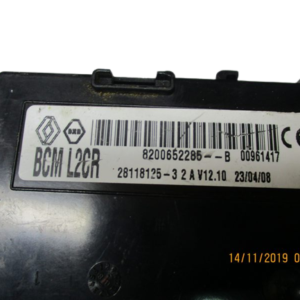 BCM L2CR
8200652286--B 00961417
28118125-3 2 A V12.10 23/04/08
14/11/2019